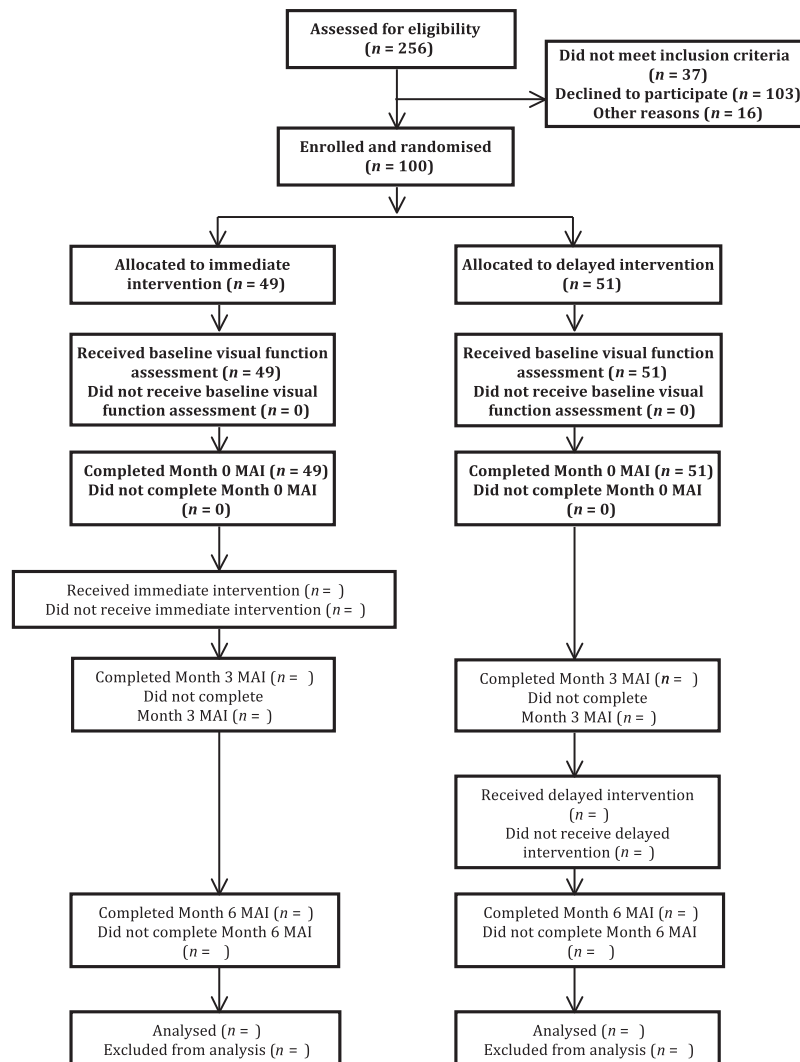 Assessed for eligibility
(n = 256)
Did not meet inclusion criteria
(n = 37)
Declined to participate (n = 103)
Other reasons (n = 16)
Enrolled and randomised
(n = 100)
Allocated to immediate
intervention (n = 49)
Allocated to delayed intervention
(n = 51)
Received baseline visual function
assessment (n = 49)
Did not receive baseline visual
function assessment (n = 0)
Received baseline visual function
assessment (n = 51)
Did not receive baseline visual
function assessment (n = 0)
Completed Month 0 MAI (n = 49)
Did not complete Month 0 MAI
(n = 0)
Completed Month 0 MAI (n = 51)
Did not complete Month 0 MAI
(n = 0)
Received immediate intervention (n = )
Did not receive immediate intervention (n = )
Completed Month 3 MAI (n = )
Did not complete
Month 3 MAI (n = )
Completed Month 3 MAI (n = )
Did not complete
Month 3 MAI (n = )
Received delayed intervention
(n = )
Did not receive delayed
intervention (n = )
Completed Month 6 MAI (n = )
Did not complete Month 6 MAI
(n = )
Completed Month 6 MAI (n = )
Did not complete Month 6 MAI
(n = )
Analysed (n = )
Excluded from analysis (n = )
Analysed (n = )
Excluded from analysis (n = )